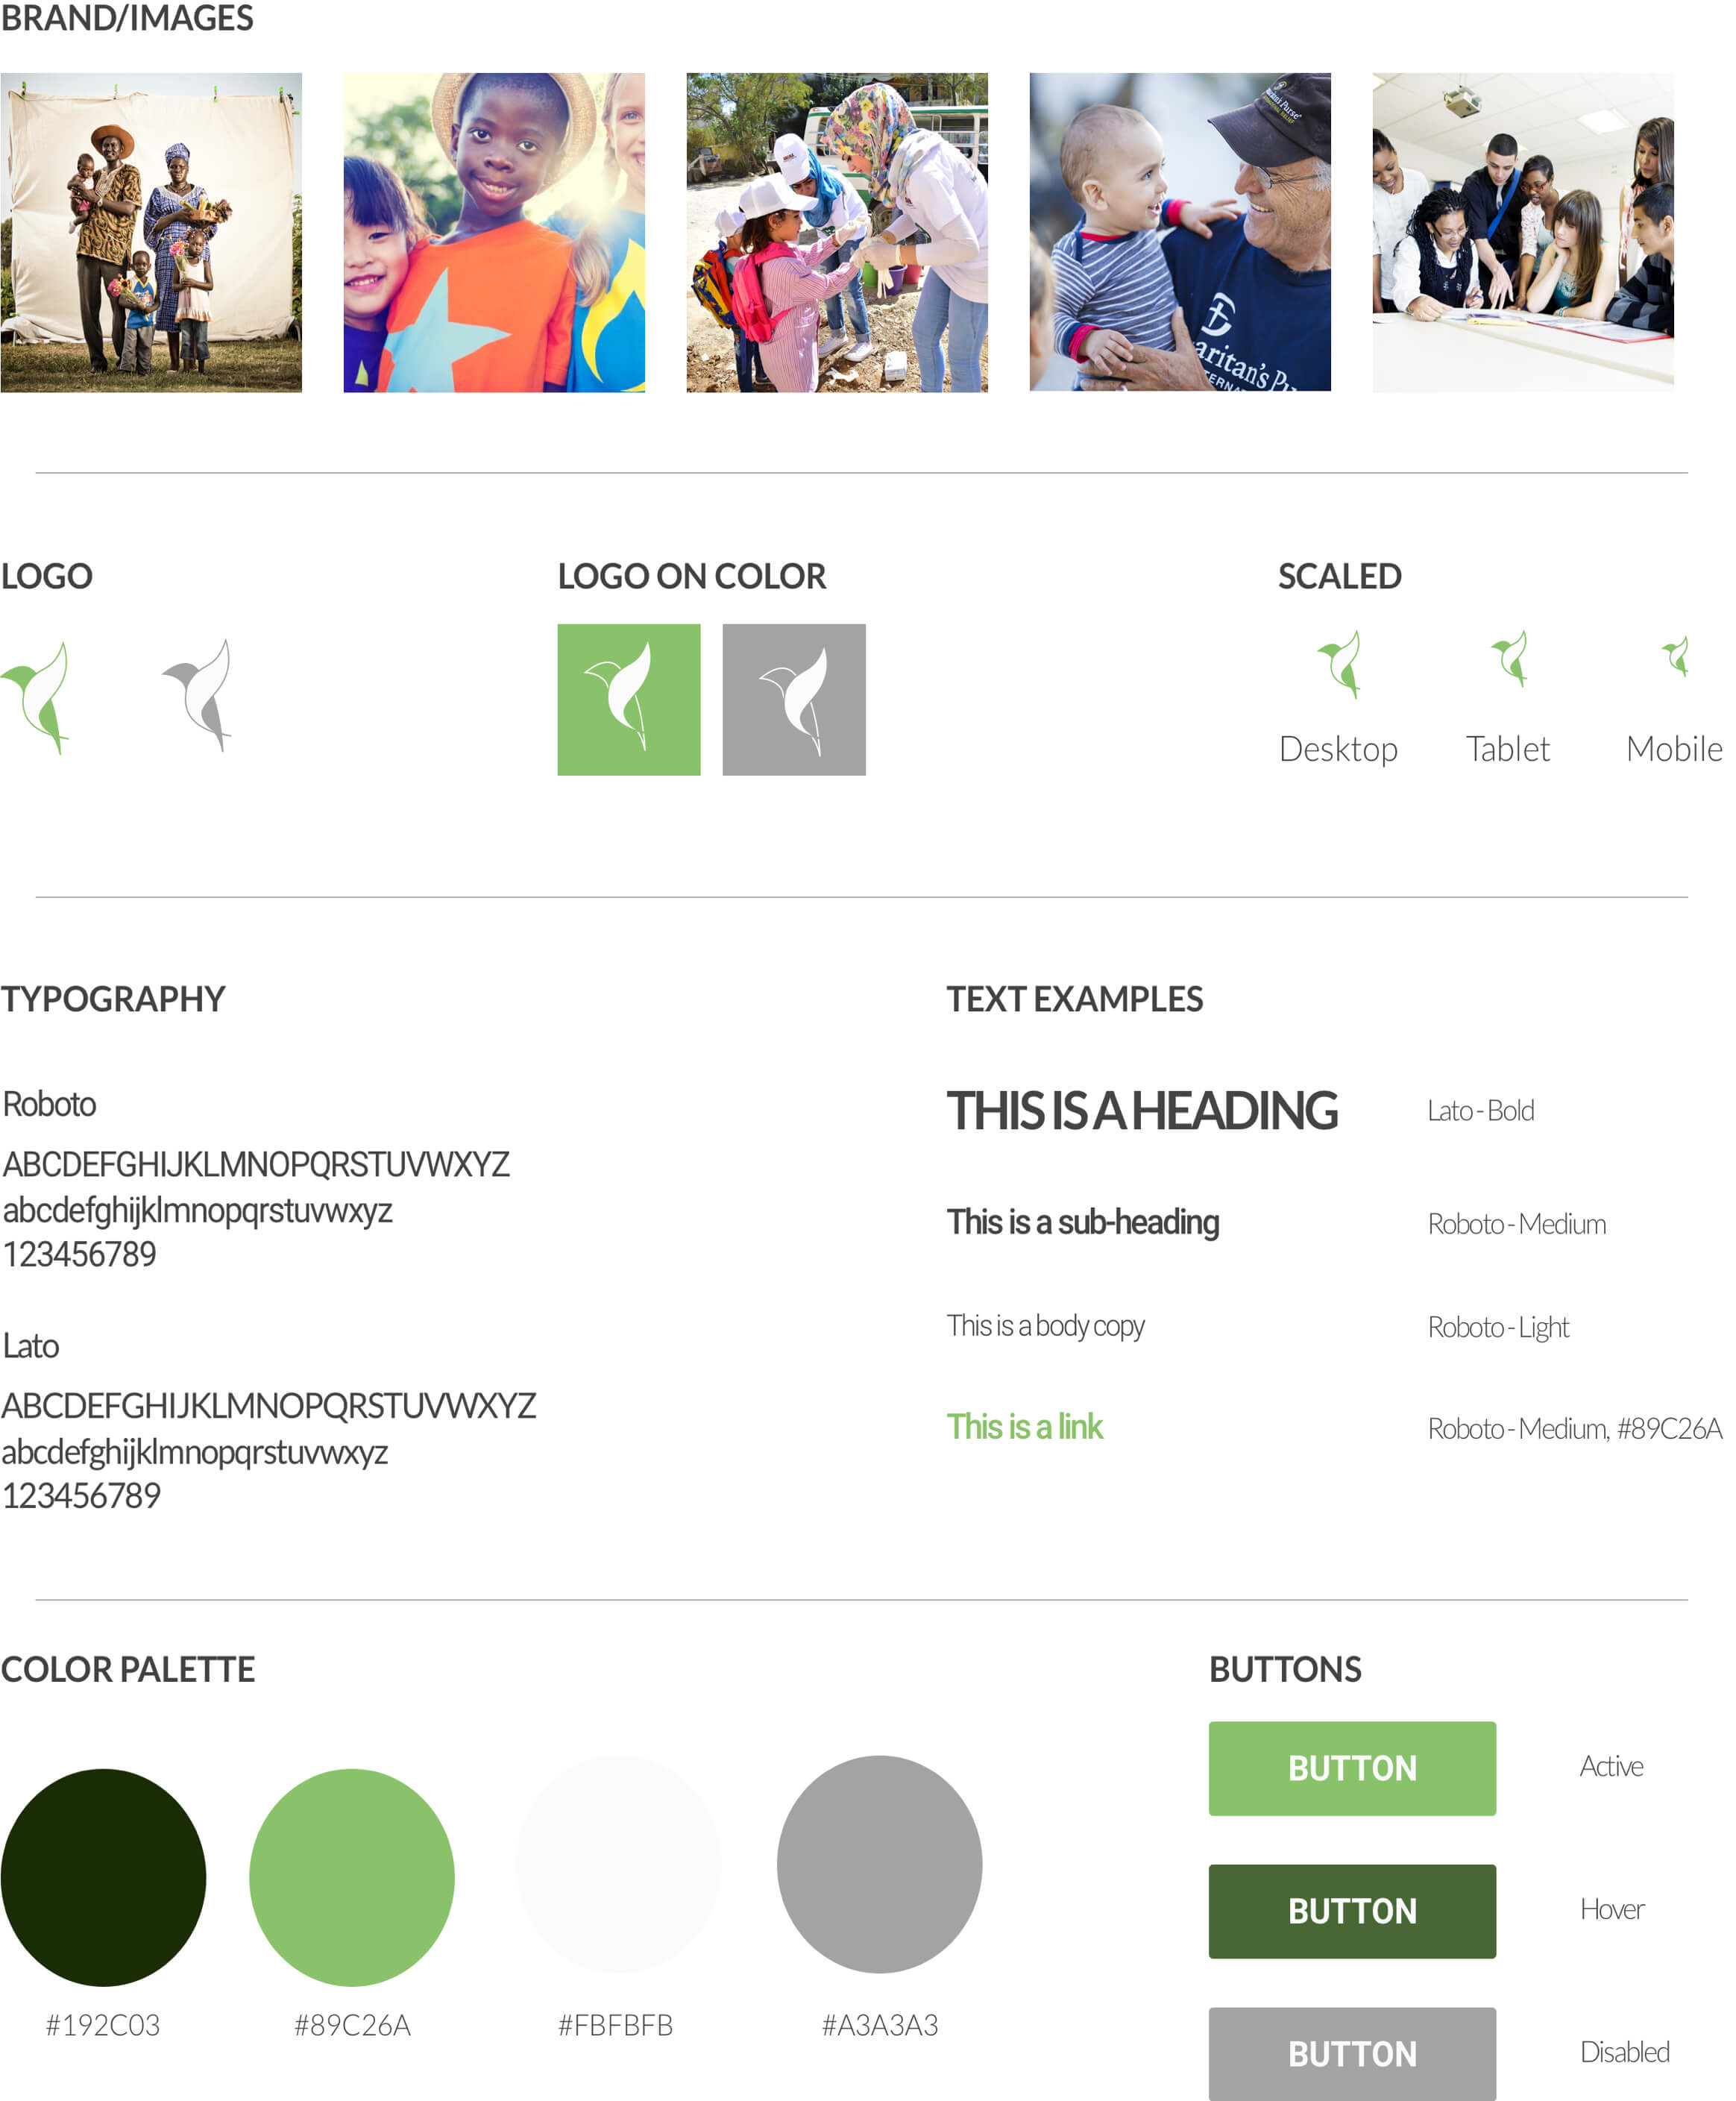 BRAND/IMAGES
LOGO
LOGO ON COLOR
SCALED
Desktop
Tablet
Mobile
TYPOGRAPHY
Roboto
ABCDEFGHIJKLMNOPQRSTUVWXYZ
abcdefghijklmnopqrstuvwxyz
123456789
Lato
ABCDEFGHIJKLMNOPQRSTUVWXYZ
abcdefghijklmnopqrstuvwxyz
123456789
TEXT EXAMPLES
THIS IS A HEADING
Lato - Bold
This is a sub-heading
Roboto - Medium
This is a body copy
Roboto - Light
This is a link
Roboto - Medium, #89C26A
COLOR PALETTE
#192C03
#89C26A
#FBFBFB
#A3A3A3
BUTTONS
BUTTON
Active
BUTTON
Hover
BUTTON
Disabled